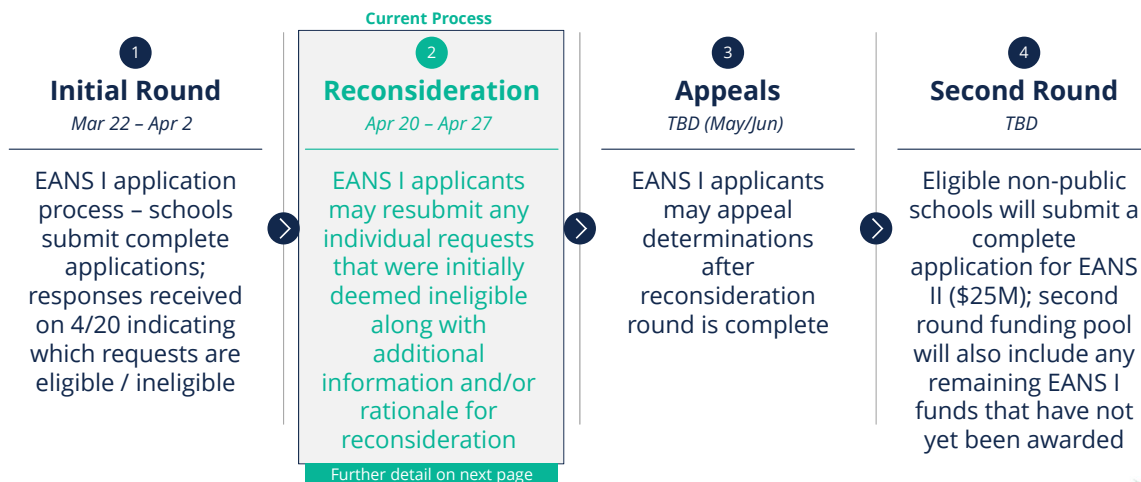 Current Process
1
Initial Round
Mar 22 – Apr 2
EANS I application
process – schools
submit complete
applications;
responses received
on 4/20 indicating
which requests are
eligible / ineligible
2
Reconsideration
Apr 20 – Apr 27
EANS I applicants
may resubmit any
individual requests
that were initially
deemed ineligible
along with
additional
information and/or
rationale for
reconsideration
Further detail on next page
3
Appeals
TBD (May/Jun)
EANS I applicants
may appeal
determinations
after
reconsideration
round is complete
4
Second Round
TBD
Eligible non-public
schools will submit a
complete
application for EANS
II ($25M); second
round funding pool
will also include any
remaining EANS I
funds that have not
yet been awarded